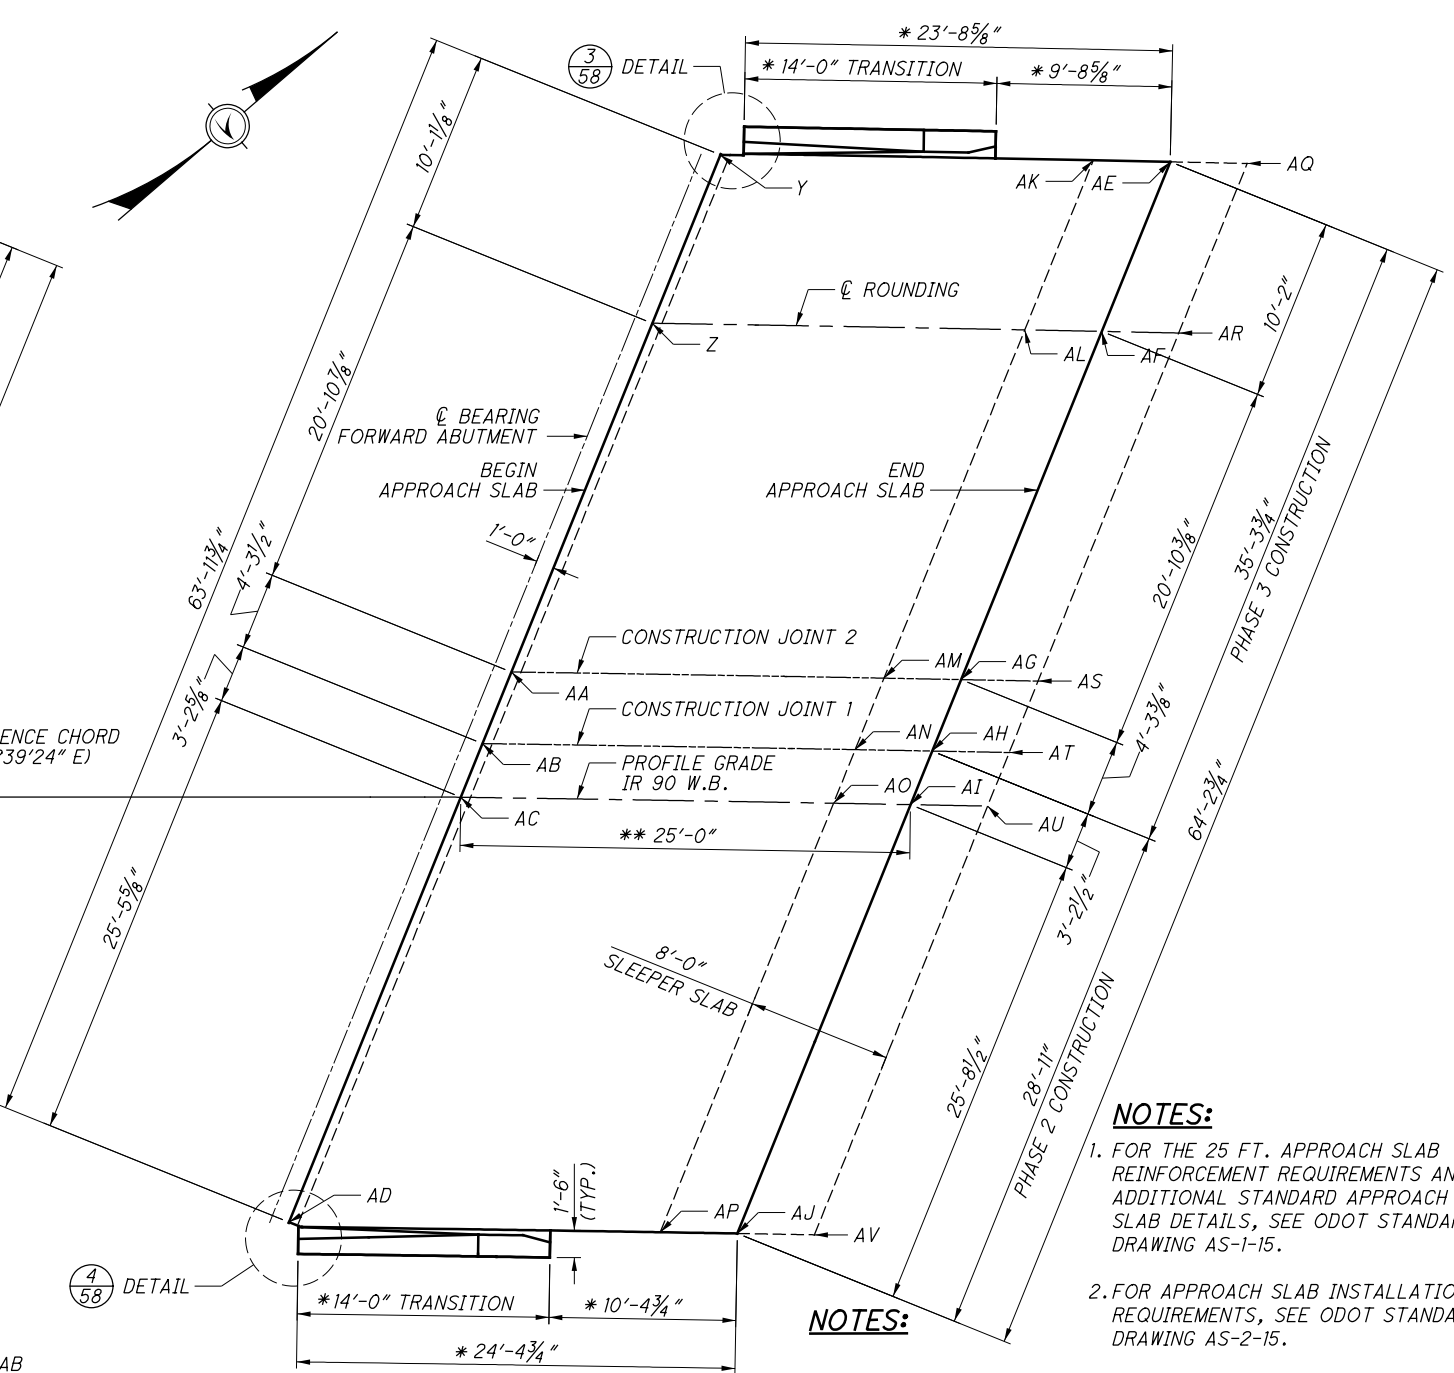 * 23'-8⅝"
3
58
DETAIL
* 14'-0" TRANSITION
* 9'-8⅝"
10'-1⅛"
Y
AK
AE
AQ
℄ ROUNDING
10'-2"
Z
AL
AF
AR
20'-10⅞"
℄ BEARING
FORWARD ABUTMENT
BEGIN
APPROACH SLAB
END
APPROACH SLAB
1'-0"
63'-11¾"
4'-3½"
20'-10⅜"
35'-3¾"
PHASE 3 CONSTRUCTION
CONSTRUCTION JOINT 2
AM
AG
AS
AA
3'-2⅝"
CONSTRUCTION JOINT 1
AN
AH
AT
4'-3⅜"
ENCE CHORD
39'24" E)
AB
PROFILE GRADE
IR 90 W.B.
AO
AI
AC
AU
64'-2¾"
** 25'-0"
25'-5⅝"
3'-2½"
8'-0"
SLEEPER SLAB
25'-8½"
28'-11"
PHASE 2 CONSTRUCTION
AD
1'-6"
(TYP.)
AP
AJ
AV
4
58
DETAIL
*14'-0" TRANSITION
* 10'-4¾"
* 24'-4¾"
NOTES:
NOTES:
1. FOR THE 25 FT. APPROACH SLAB
REINFORCEMENT REQUIREMENTS AN
ADDITIONAL STANDARD APPROACH
SLAB DETAILS, SEE ODOT STANDA
DRAWING AS-1-15.
2. FOR APPROACH SLAB INSTALLATIO
REQUIREMENTS, SEE ODOT STANDA
DRAWING AS-2-15.
AB